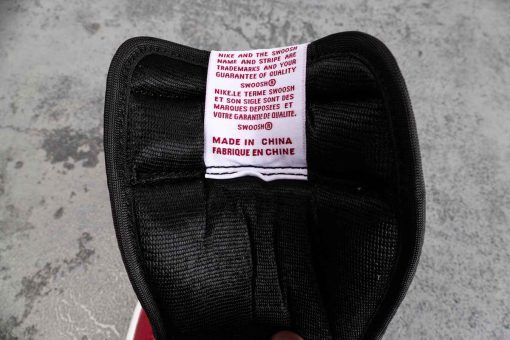 NIKE AND THE SWOOSH
NAME AND STRIPE ARE
TRADEMARKS AND YOUR
GUARANTEE OF QUALITY
SWOOSH®
NIKE.LE TERME SWOOSH
ET SON SIGLE SONT DES
MARQUES DEPOSEES ET
VOTRE GARANTIE DE QUALITE.
SWOOSH®
MADE IN CHINA
FABRIQUE EN CHINE